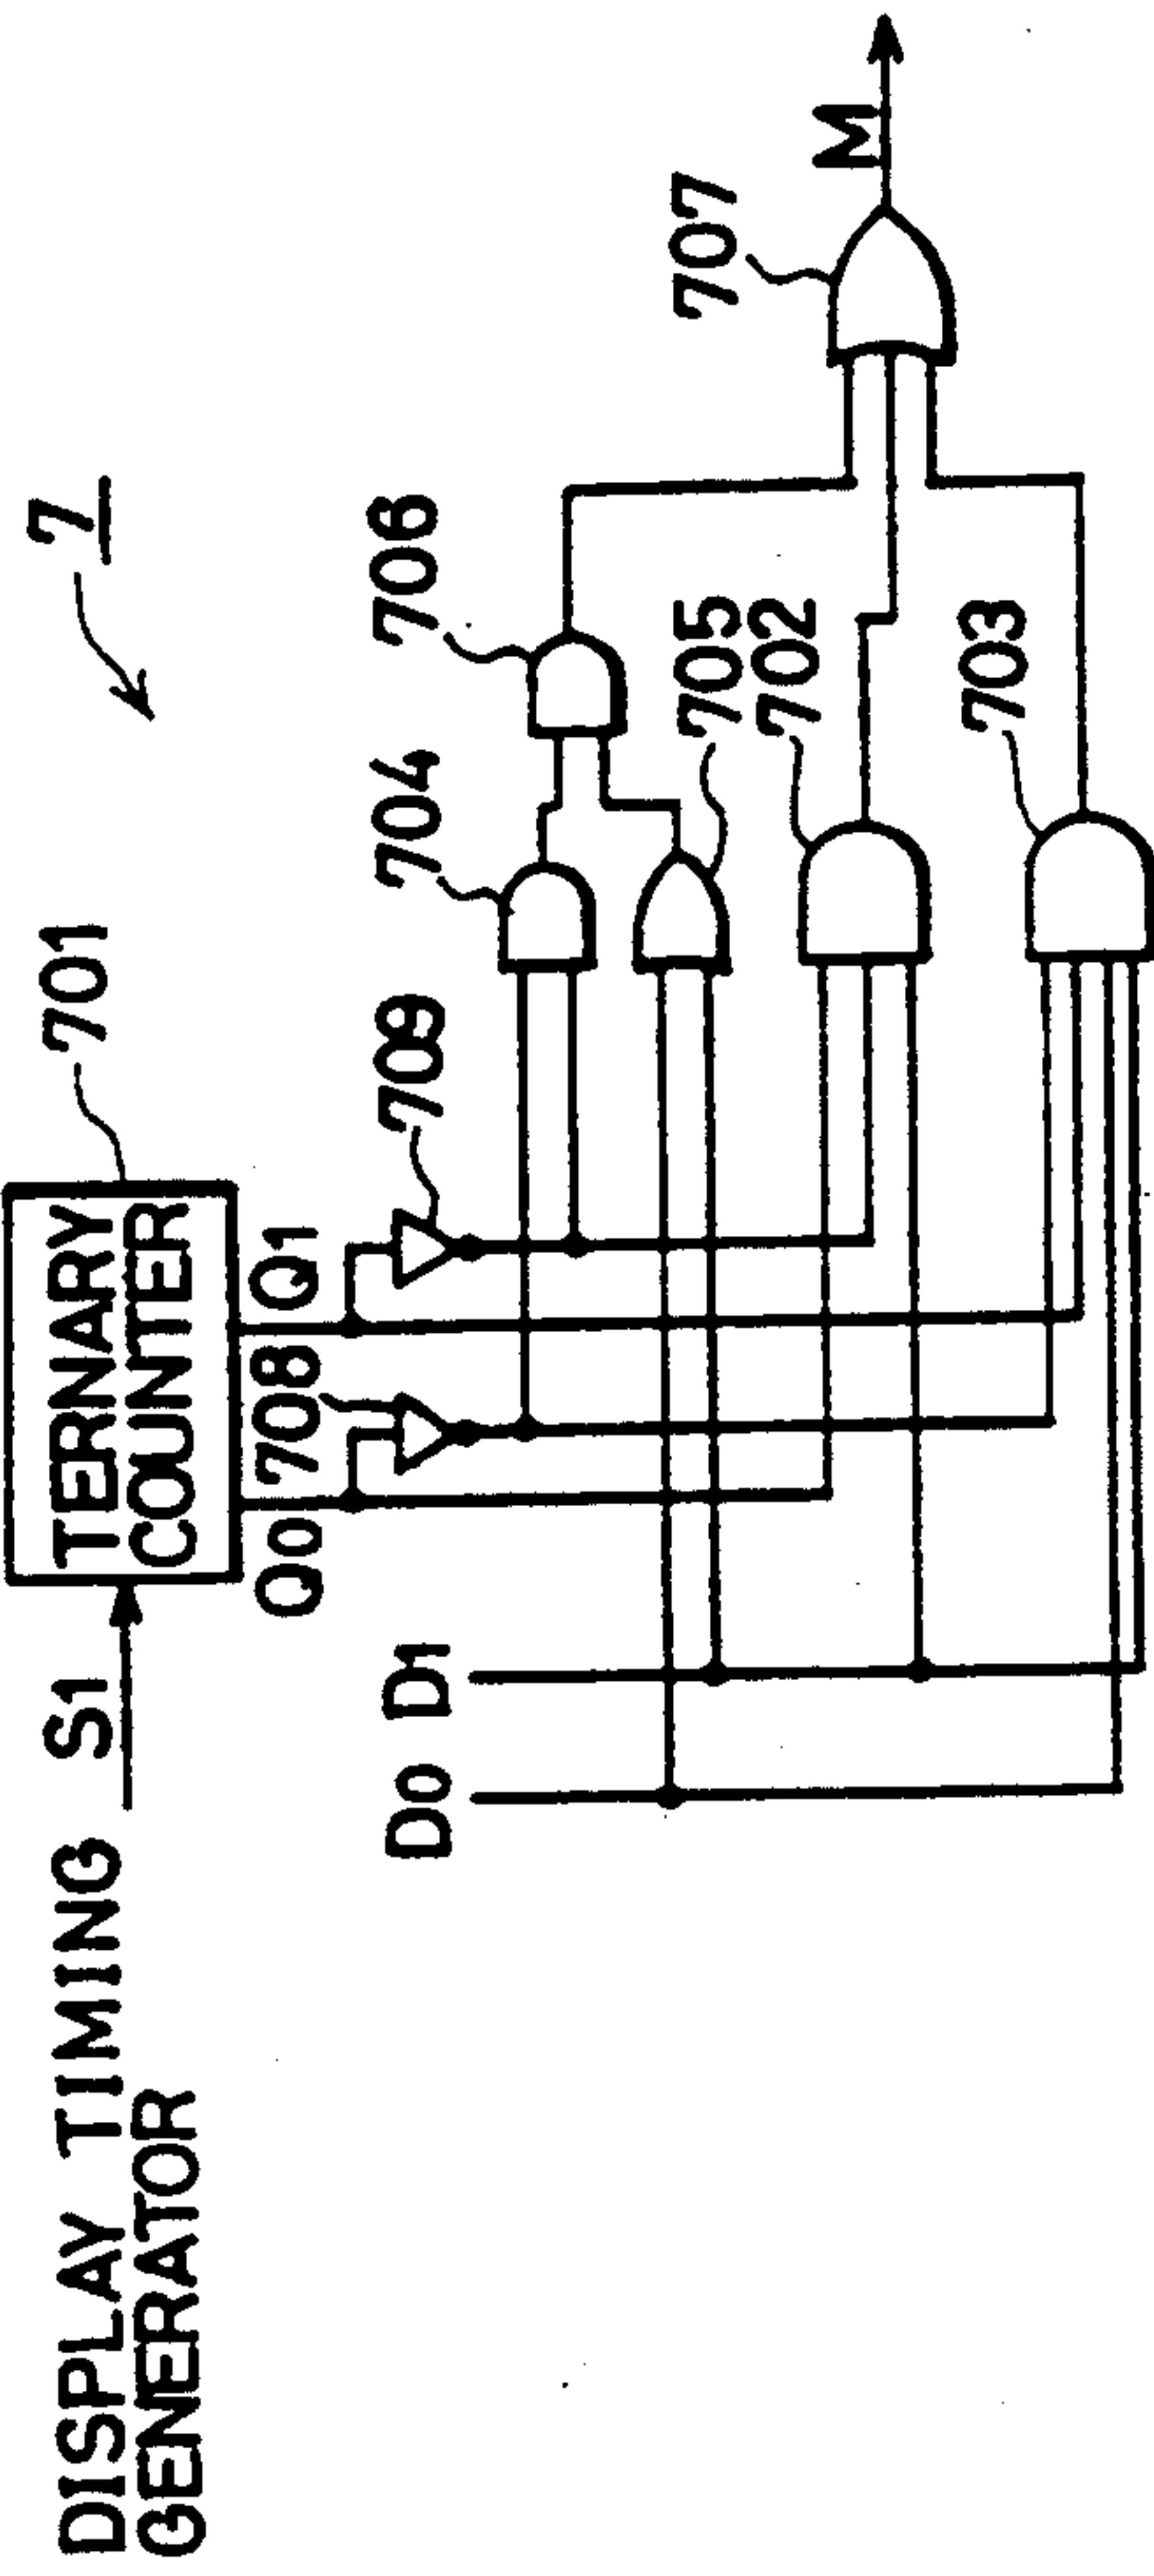 7
DISPLAY TIMING
GENERATOR
S1
TERNARY
COUNTER
701
Q0
708
Q1
709
D0
D1
704
706
705
702
703
707
M